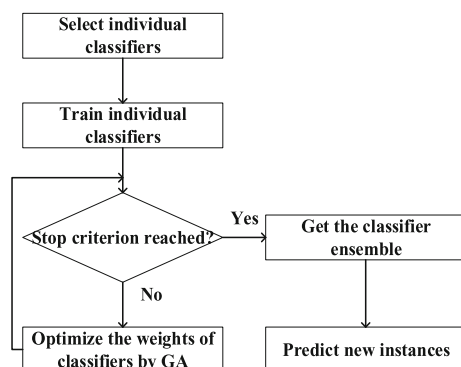 Select individual
classifiers
Train individual
classifiers
Stop criterion reached?
Yes
Get the classifier
ensemble
No
Optimize the weights of
classifiers by GA
Predict new instances